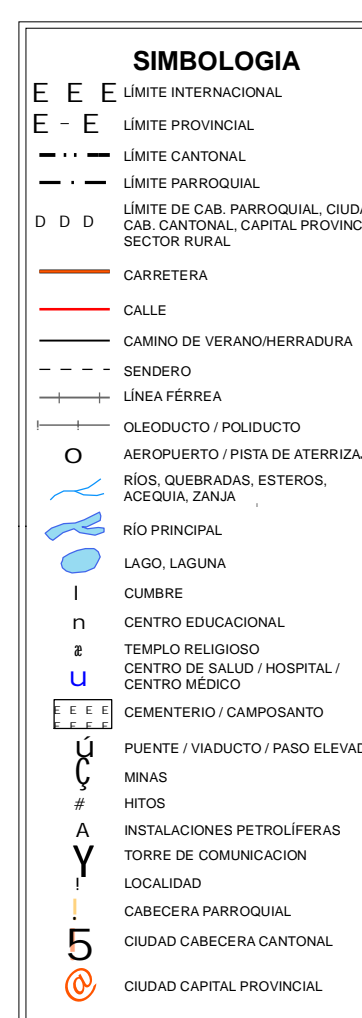 SIMBOLOGIA
E E E LÍMITE INTERNACIONAL
E - E LÍMITE PROVINCIAL
LÍMITE CANTONAL
LÍMITE PARROQUIAL
D D D LÍMITE DE CAB. PARROQUIAL, CIUDA
CAB. CANTONAL, CAPITAL PROVINC
SECTOR RURAL
CARRETERA
CALLE
CAMINO DE VERANO/HERRADURA
SENDERO
LÍNEA FÉRREA
OLEODUCTO / POLIDUCTO
O AEROPUERTO / PISTA DE ATERRIZAJ
RÍOS, QUEBRADAS, ESTEROS,
ACEQUIA, ZANJA
RÍO PRINCIPAL
LAGO, LAGUNA
l CUMBRE
n CENTRO EDUCACIONAL
æ TEMPLO RELIGIOSO
u CENTRO DE SALUD / HOSPITAL /
CENTRO MÉDICO
E E E E CEMENTERIO / CAMPOSANTO
E E E E
ú PUENTE / VIADUCTO / PASO ELEVAD
Ç MINAS
# HITOS
A INSTALACIONES PETROLÍFERAS
Y TORRE DE COMUNICACION
! LOCALIDAD
! CABECERA PARROQUIAL
5 CIUDAD CABECERA CANTONAL
@ CIUDAD CAPITAL PROVINCIAL